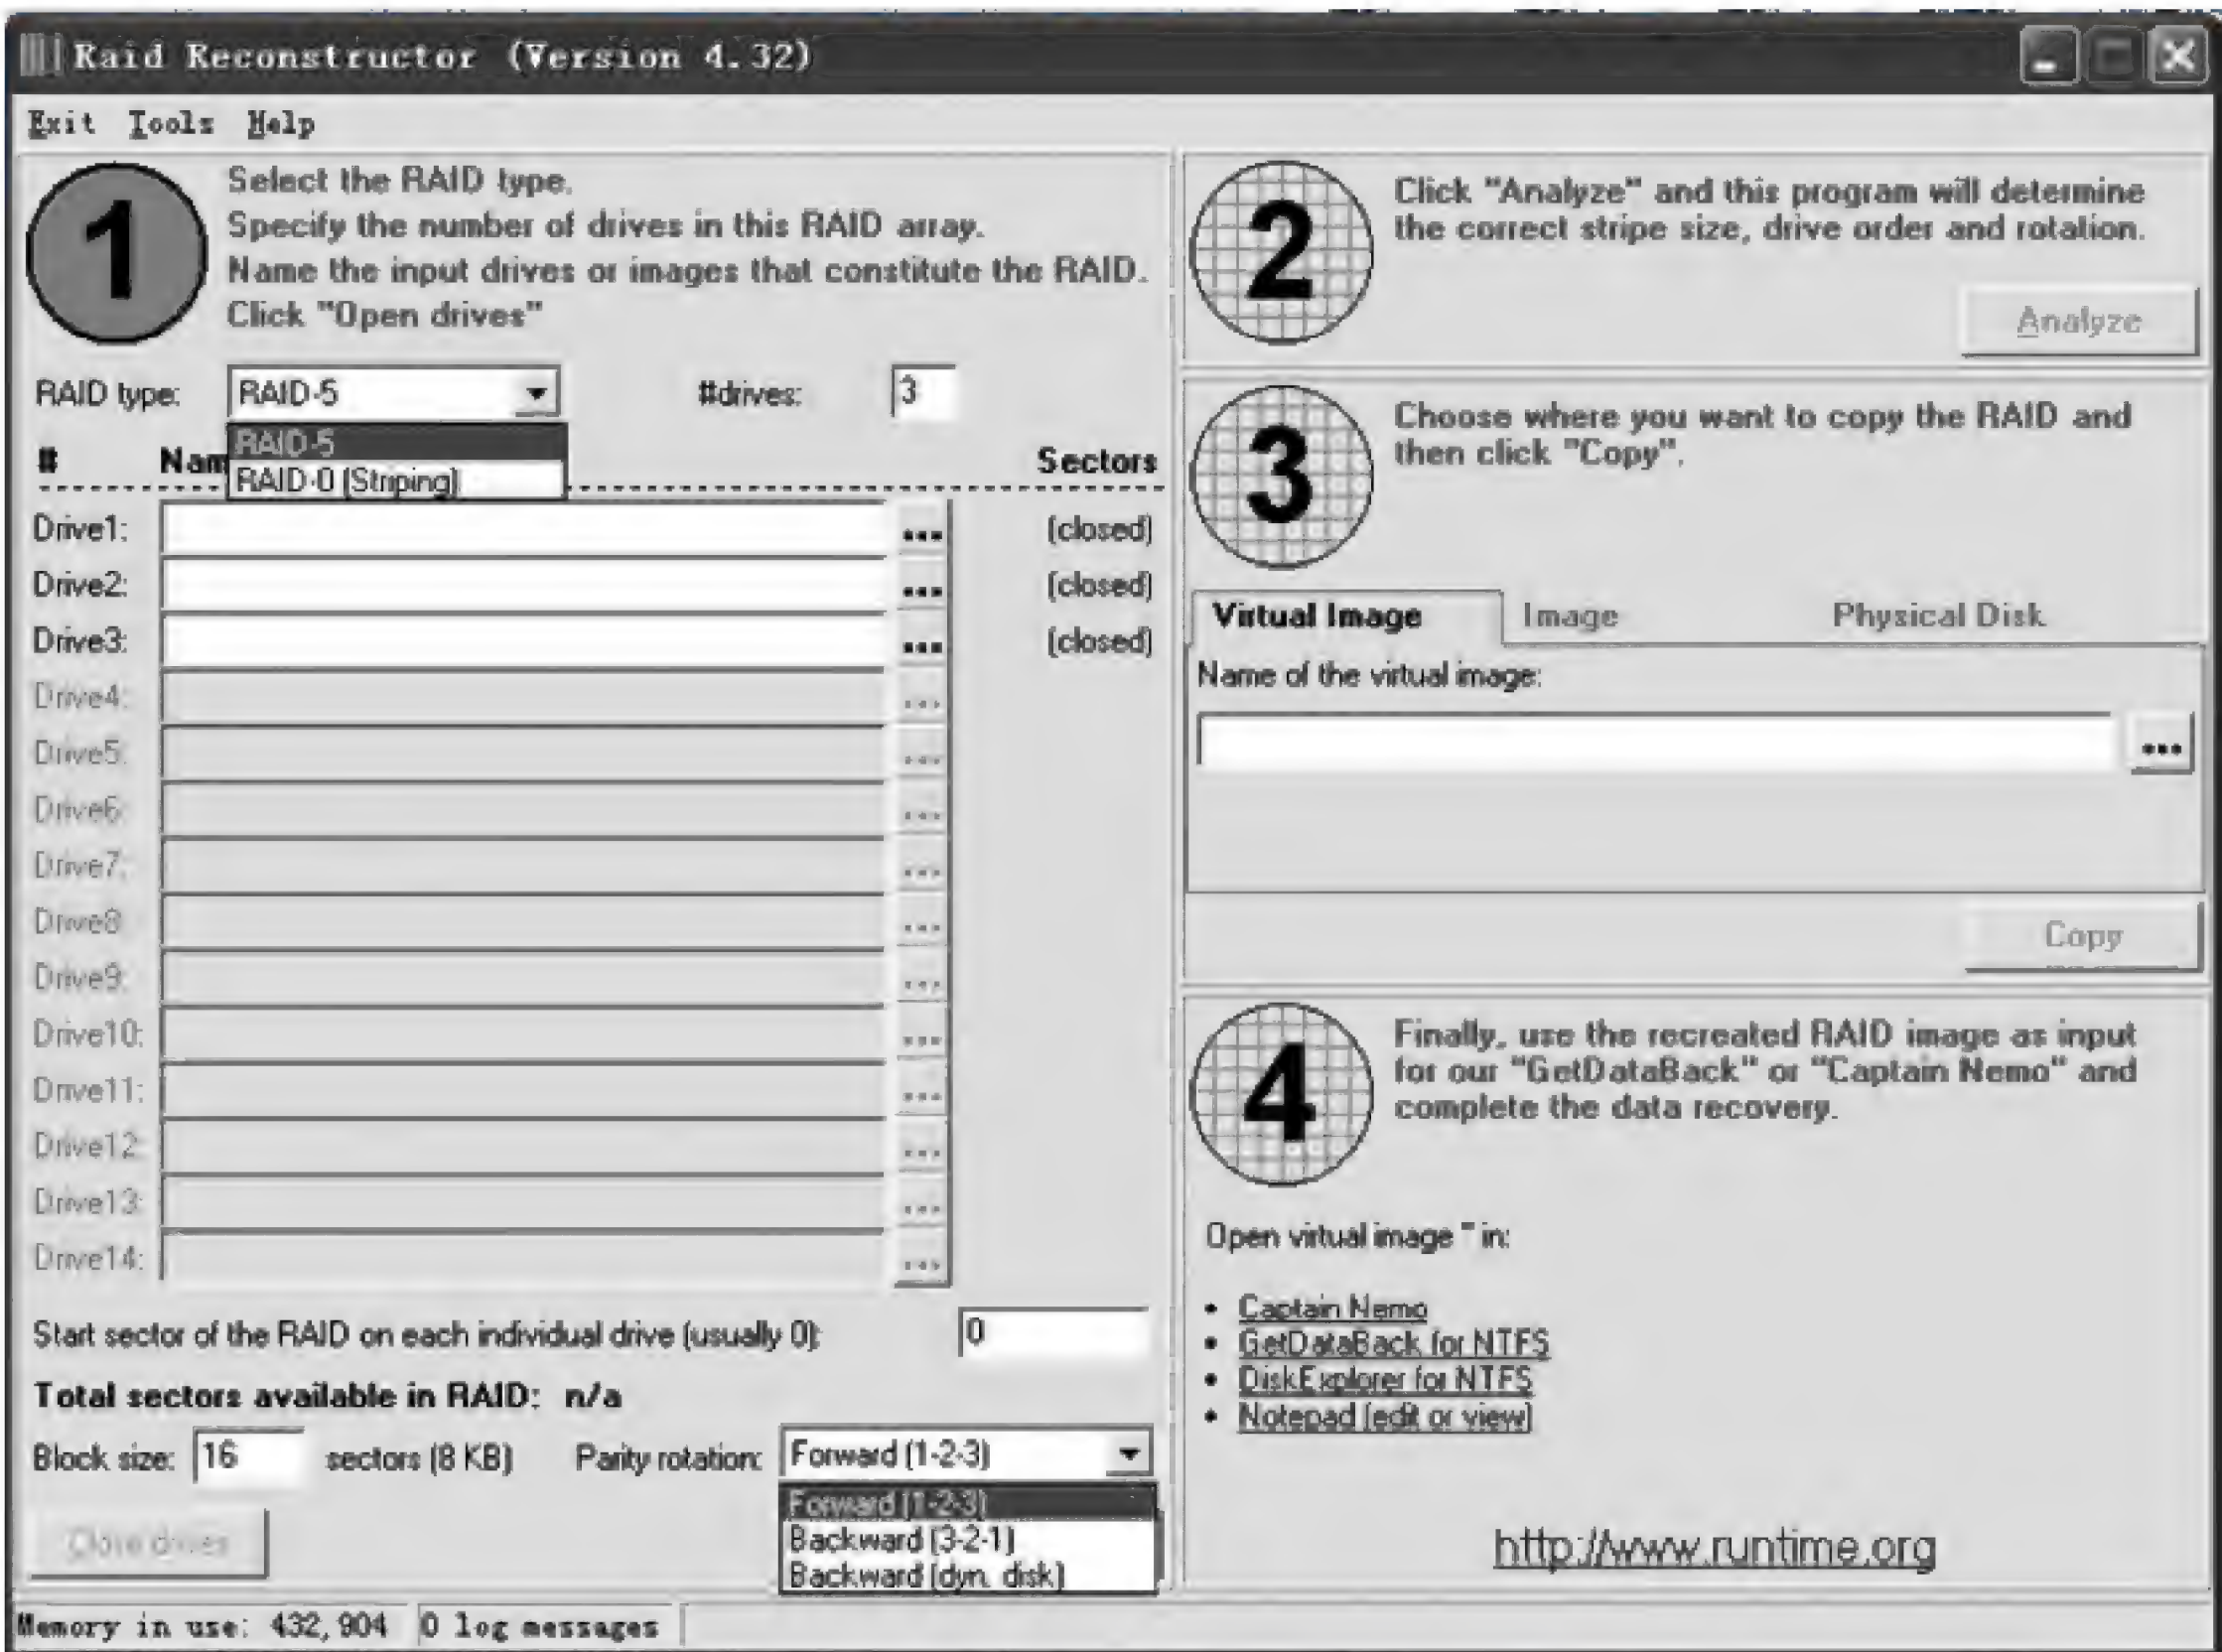 Raid Reconstructor (Version 4.32)
Exit Tools Help
1
Select the RAID type.
Specify the number of drives in this RAID array.
Name the input drives or images that constitute the RAID.
Click "Open drives"
RAID type: RAID-5 #drives: 3
RAID-5
RAID-0 (Striping)
# Nam Sectors
Drive1: ... (closed)
Drive2: ... (closed)
Drive3: ... (closed)
Drive4: ...
Drive5: ...
Drive6: ...
Drive7: ...
Drive8: ...
Drive9: ...
Drive10: ...
Drive11: ...
Drive12: ...
Drive13: ...
Drive14: ...
Start sector of the RAID on each individual drive (usually 0): 0
Total sectors available in RAID: n/a
Block size: 16 sectors (8 KB) Parity rotation: Forward (1-2-3)
Forward (1-2-3)
Backward (3-2-1)
Backward (dyn. disk)
Close drives
2
Click "Analyze" and this program will determine
the correct stripe size, drive order and rotation.
Analyze
3
Choose where you want to copy the RAID and
then click "Copy".
Virtual Image Image Physical Disk
Name of the virtual image:
...
Copy
4
Finally, use the recreated RAID image as input
for our "GetDataBack" or "Captain Nemo" and
complete the data recovery.
Open virtual image " in:
• Captain Nemo
• GetDataBack for NTFS
• DiskExplorer for NTFS
• Notepad (edit or view)
http://www.runtime.org
Memory in use: 432,904 0 log messages